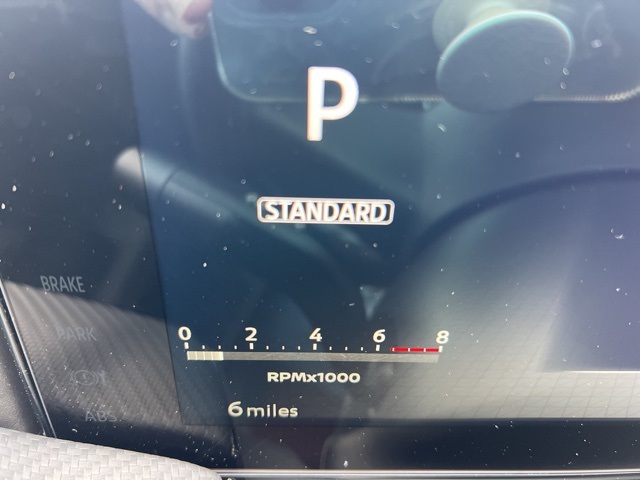 P
STANDARD
BRAKE
PARK
0 2 4 6 8
RPMx1000
ABS
6 miles